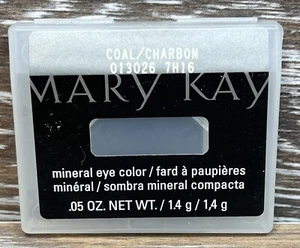 COAL/CHARBON
013026 7H16
MARY KAY
mineral eye color / fard à paupières
minéral / sombra mineral compacta
.05 OZ. NET WT. / 1.4 g / 1,4 g